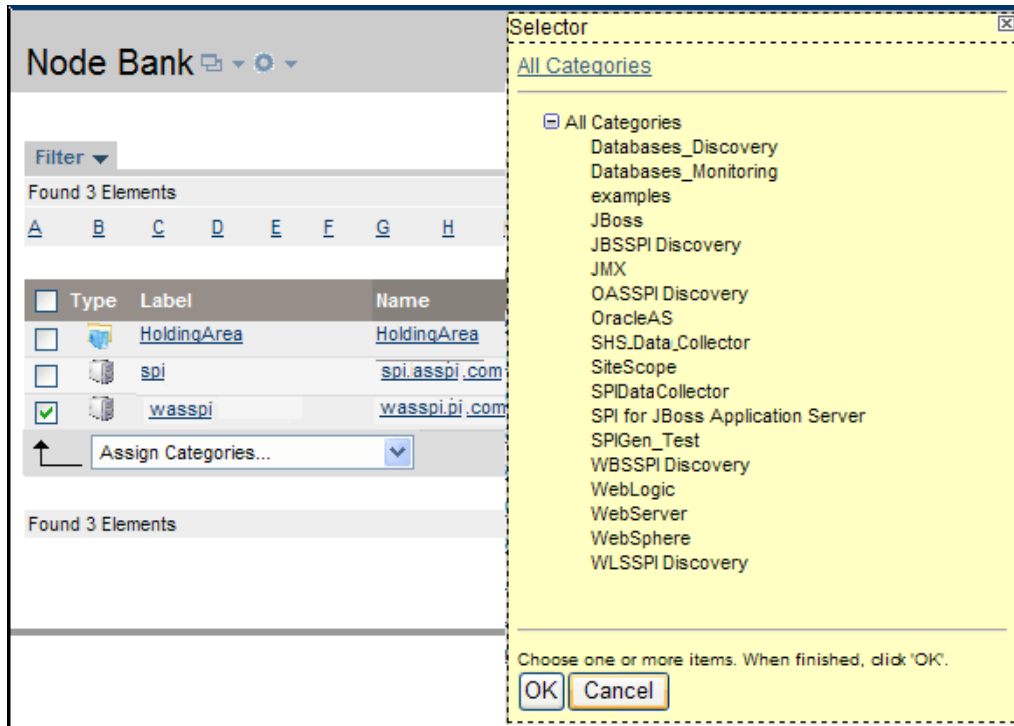 Node Bank
Filter
Found 3 Elements
A B C D E F G H
Type Label Name
HoldingArea HoldingArea
spi spi.asspi.com
wasspi wasspi.pi.com
Assign Categories...
Found 3 Elements
Selector
All Categories
All Categories
Databases_Discovery
Databases_Monitoring
examples
JBoss
JBSSPI Discovery
JMX
OASSPI Discovery
OracleAS
SHS_Data_Collector
SiteScope
SPIDataCollector
SPI for JBoss Application Server
SPIGen_Test
WBSSPI Discovery
WebLogic
WebServer
WebSphere
WLSSPI Discovery
Choose one or more items. When finished, click 'OK'.
OK Cancel